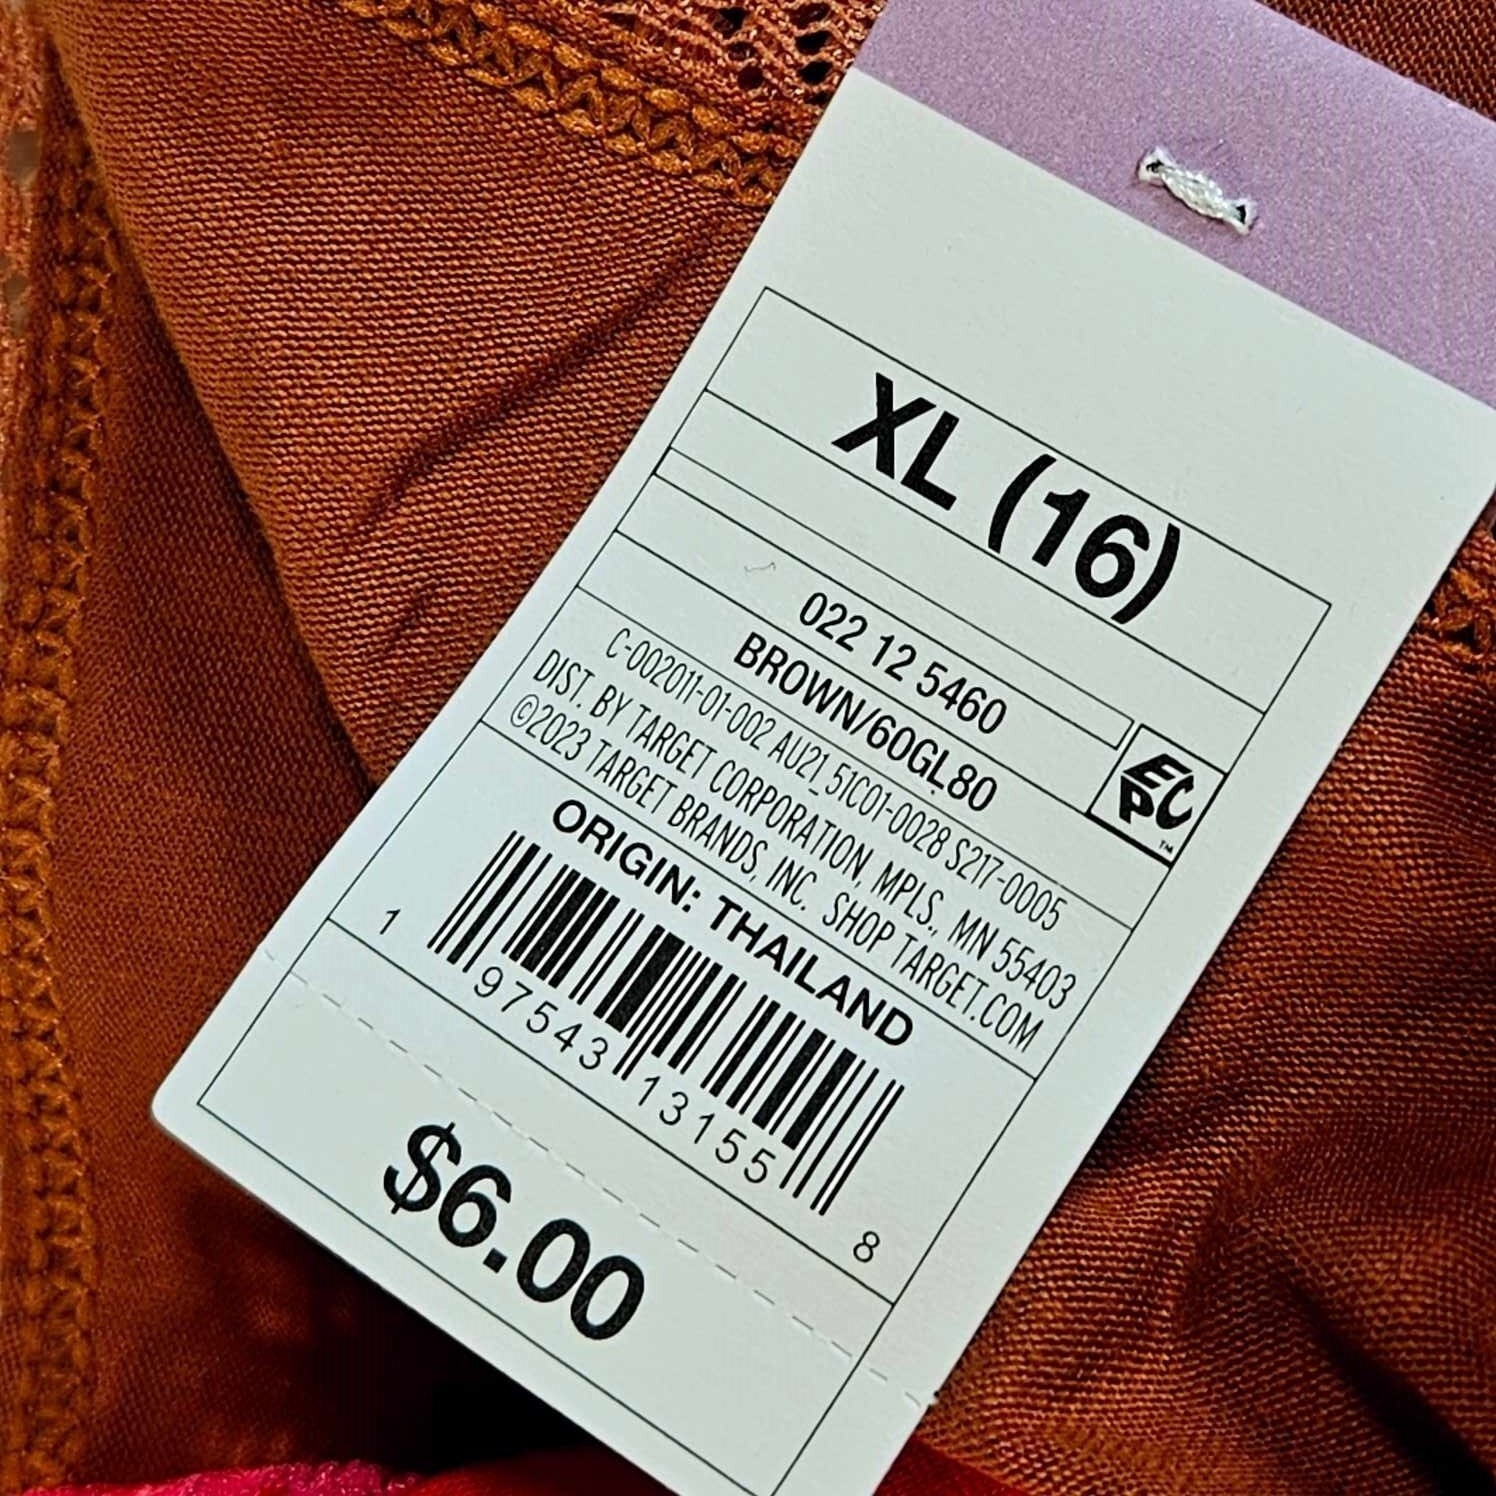 XL (16)
022 12 5460
BROWN/60GL80
EPC™
C-002011-01-002 AU21_51C01-0028 S217-0005
DIST. BY TARGET CORPORATION, MPLS., MN 55403
©2023 TARGET BRANDS, INC. SHOP TARGET.COM
ORIGIN: THAILAND
1 97543 13155 8
$6.00